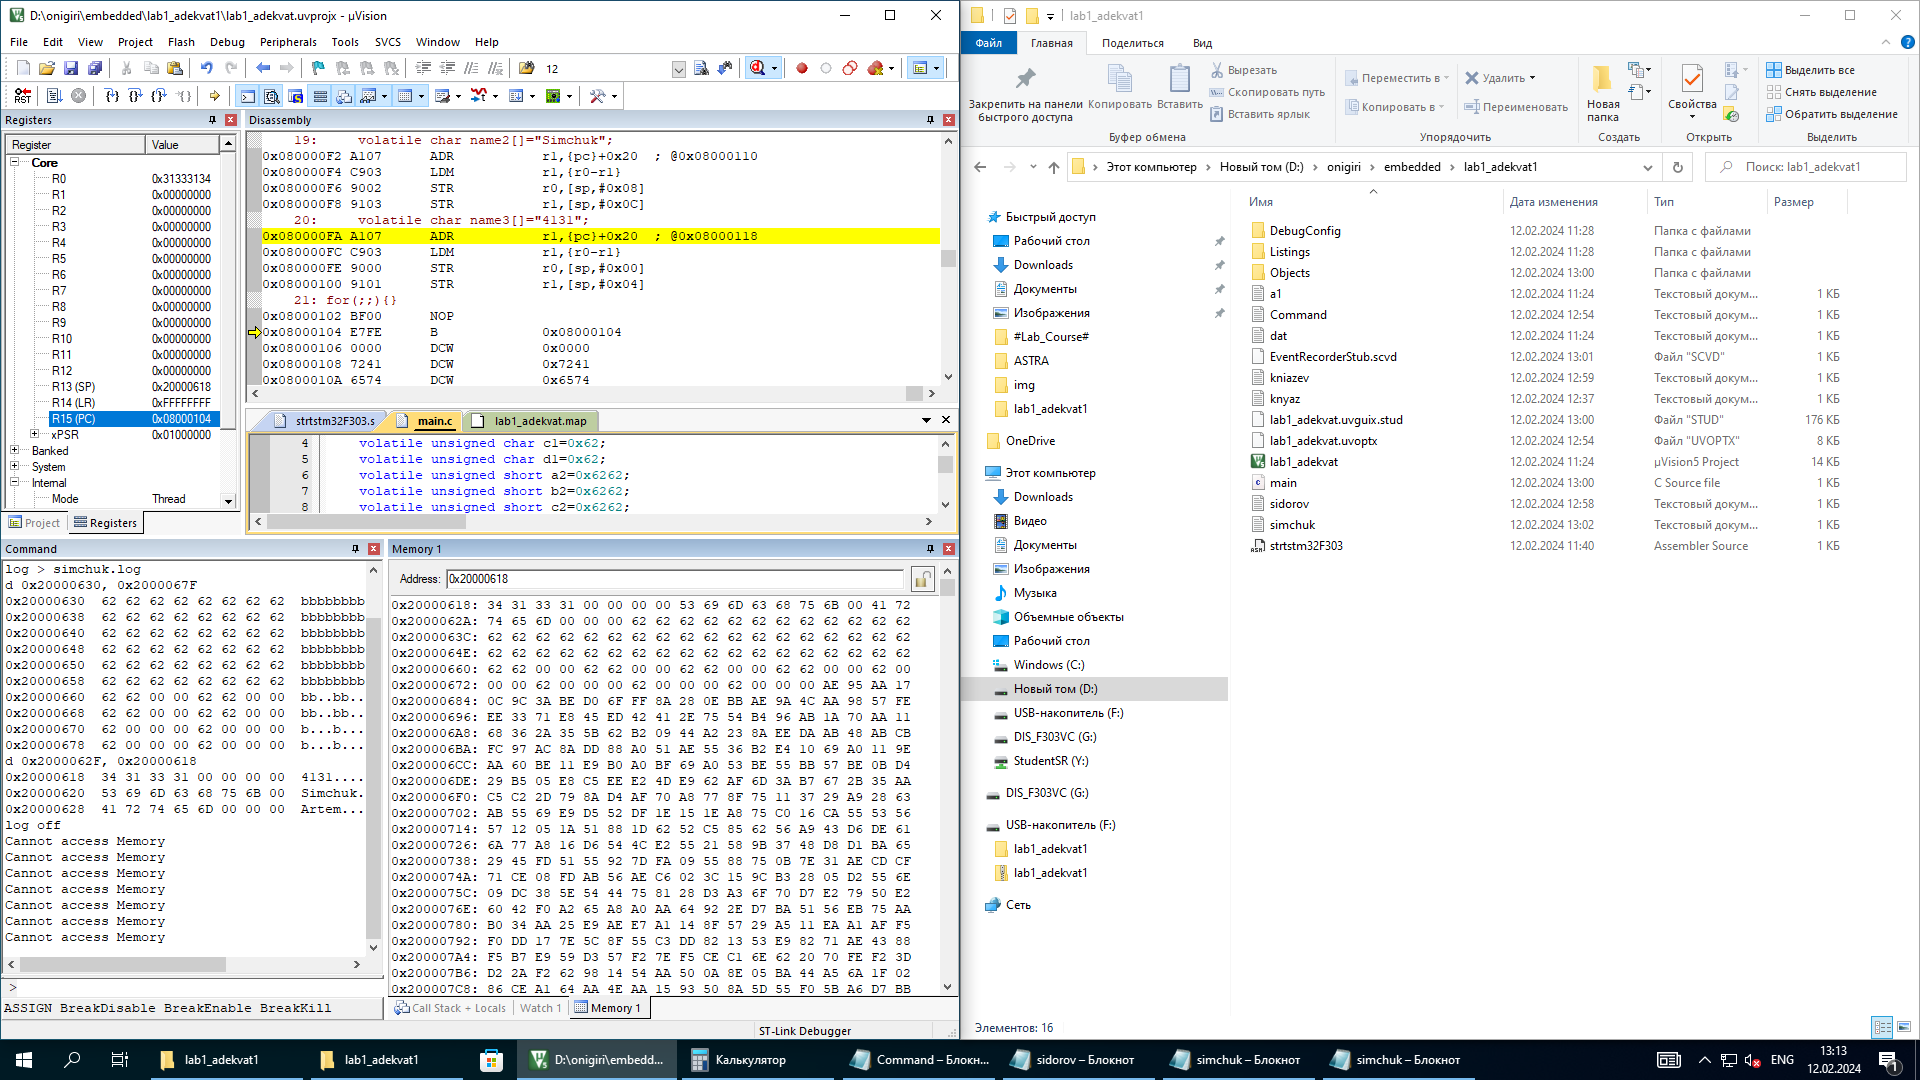 D:\onigiri\embedded\lab1_adekvat1\lab1_adekvat.uvprojx - µVision
File Edit View Project Flash Debug Peripherals Tools SVCS Window Help
12
Registers
Register Value
Core
R0 0x31333134
R1 0x00000000
R2 0x00000000
R3 0x00000000
R4 0x00000000
R5 0x00000000
R6 0x00000000
R7 0x00000000
R8 0x00000000
R9 0x00000000
R10 0x00000000
R11 0x00000000
R12 0x00000000
R13 (SP) 0x20000618
R14 (LR) 0xFFFFFFFF
R15 (PC) 0x08000104
xPSR 0x01000000
Banked
System
Internal
Mode Thread
Project Registers
Disassembly
19: volatile char name2[]="Simchuk";
0x080000F2 A107 ADR r1,{pc}+0x20 ; @0x08000110
0x080000F4 C903 LDM r1,{r0-r1}
0x080000F6 9002 STR r0,[sp,#0x08]
0x080000F8 9103 STR r1,[sp,#0x0C]
20: volatile char name3[]="4131";
0x080000FA A107 ADR r1,{pc}+0x20 ; @0x08000118
0x080000FC C903 LDM r1,{r0-r1}
0x080000FE 9000 STR r0,[sp,#0x00]
0x08000100 9101 STR r1,[sp,#0x04]
21: for(;;){}
0x08000102 BF00 NOP
0x08000104 E7FE B 0x08000104
0x08000106 0000 DCW 0x0000
0x08000108 7241 DCW 0x7241
0x0800010A 6574 DCW 0x6574
strtstm32F303.s main.c lab1_adekvat.map
4 volatile unsigned char c1=0x62;
5 volatile unsigned char d1=0x62;
6 volatile unsigned short a2=0x6262;
7 volatile unsigned short b2=0x6262;
8 volatile unsigned short c2=0x6262;
Command
log > simchuk.log
d 0x20000630, 0x2000067F
0x20000630 62 62 62 62 62 62 62 62 bbbbbbbb
0x20000638 62 62 62 62 62 62 62 62 bbbbbbbb
0x20000640 62 62 62 62 62 62 62 62 bbbbbbbb
0x20000648 62 62 62 62 62 62 62 62 bbbbbbbb
0x20000650 62 62 62 62 62 62 62 62 bbbbbbbb
0x20000658 62 62 62 62 62 62 62 62 bbbbbbbb
0x20000660 62 62 00 00 62 62 00 00 bb..bb..
0x20000668 62 62 00 00 62 62 00 00 bb..bb..
0x20000670 62 00 00 00 62 00 00 00 b...b...
0x20000678 62 00 00 00 62 00 00 00 b...b...
d 0x2000062F, 0x20000618
0x20000618 34 31 33 31 00 00 00 00 4131....
0x20000620 53 69 6D 63 68 75 6B 00 Simchuk.
0x20000628 41 72 74 65 6D 00 00 00 Artem...
log off
Cannot access Memory
Cannot access Memory
Cannot access Memory
Cannot access Memory
Cannot access Memory
Cannot access Memory
Cannot access Memory
>
ASSIGN BreakDisable BreakEnable BreakKill
Memory 1
Address: 0x20000618
0x20000618: 34 31 33 31 00 00 00 00 53 69 6D 63 68 75 6B 00 41 72
0x2000062A: 74 65 6D 00 00 00 62 62 62 62 62 62 62 62 62 62 62 62
0x2000063C: 62 62 62 62 62 62 62 62 62 62 62 62 62 62 62 62 62 62
0x2000064E: 62 62 62 62 62 62 62 62 62 62 62 62 62 62 62 62 62 62
0x20000660: 62 62 00 00 62 62 00 00 62 62 00 00 62 62 00 00 62 00
0x20000672: 00 00 62 00 00 00 62 00 00 00 62 00 00 00 AE 95 AA 17
0x20000684: 0C 9C 3A BE D0 6F FF 8A 28 0E BB AE 9A 4C AA 98 57 FE
0x20000696: EE 33 71 E8 45 ED 42 41 2E 75 54 B4 96 AB 1A 70 AA 11
0x200006A8: 68 36 2A 35 5B 62 B2 09 44 A2 23 8A EE DA AB 48 AB CB
0x200006BA: FC 97 AC 8A DD 88 A0 51 AE 55 36 B2 E4 10 69 A0 11 9E
0x200006CC: AA 60 BE 11 E9 B0 A0 BF 69 A0 53 BE 55 BB 57 BE 0B D4
0x200006DE: 29 B5 05 E8 C5 EE E2 4D E9 62 AF 6D 3A B7 67 2B 35 AA
0x200006F0: C5 C2 2D 79 8A D4 AF 70 A8 77 8F 75 11 37 29 A9 28 63
0x20000702: AB 55 69 E9 D5 52 DF 1E 15 1E A8 75 C0 16 CA 55 53 56
0x20000714: 57 12 05 1A 51 88 1D 62 52 C5 85 62 56 A9 43 D6 DE 61
0x20000726: 6A 77 A8 16 D6 54 4C E2 55 21 58 9B 37 48 D8 D1 BA 65
0x20000738: 29 45 FD 51 55 92 7D FA 09 55 88 75 0B 7E 31 AE CD CF
0x2000074A: 71 CE 08 FD AB 56 AE C6 02 3C 15 9C B3 28 05 D2 55 6E
0x2000075C: 09 DC 38 5E 54 44 75 81 28 D3 A3 6F 70 D7 E2 79 50 E2
0x2000076E: 60 42 F0 A2 65 A8 A0 AA 64 92 2E D7 BA 51 56 EB 75 AA
0x20000780: B0 34 AA 25 E9 AE E7 A1 14 8F 57 29 A5 11 EA A1 AF F5
0x20000792: F0 DD 17 7E 5C 8F 55 C3 DD 82 13 53 E9 82 71 AE 43 88
0x200007A4: F5 B7 E9 59 D3 57 F2 7E F5 CE C1 6E 62 20 70 FE F2 3D
0x200007B6: D2 2A F2 62 98 14 54 AA 50 0A 8E 05 BA 44 A5 6A 1F 02
0x200007C8: 86 CE A1 64 AA 4E AA 15 93 50 8A 5D 55 F0 5B A6 D7 BB
Call Stack + Locals Watch 1 Memory 1
ST-Link Debugger
lab1_adekvat1
Файл Главная Поделиться Вид
Закрепить на панели быстрого доступа
Копировать
Вставить
Вырезать
Скопировать путь
Вставить ярлык
Буфер обмена
Переместить в
Копировать в
Удалить
Переименовать
Упорядочить
Новая папка
Создать
Свойства
Открыть
Выделить все
Снять выделение
Обратить выделение
Выделить
Этот компьютер Новый том (D:) onigiri embedded lab1_adekvat1
Поиск: lab1_adekvat1
Быстрый доступ
Рабочий стол
Downloads
Документы
Изображения
#Lab_Course#
ASTRA
img
lab1_adekvat1
OneDrive
Этот компьютер
Downloads
Видео
Документы
Изображения
Музыка
Объемные объекты
Рабочий стол
Windows (C:)
Новый том (D:)
USB-накопитель (F:)
DIS_F303VC (G:)
StudentSR (Y:)
DIS_F303VC (G:)
USB-накопитель (F:)
lab1_adekvat1
lab1_adekvat1
Сеть
Имя Дата изменения Тип Размер
DebugConfig 12.02.2024 11:28 Папка с файлами
Listings 12.02.2024 11:28 Папка с файлами
Objects 12.02.2024 13:00 Папка с файлами
a1 12.02.2024 11:24 Текстовый докум... 1 КБ
Command 12.02.2024 12:54 Текстовый докум... 1 КБ
dat 12.02.2024 11:24 Текстовый докум... 1 КБ
EventRecorderStub.scvd 12.02.2024 13:01 Файл "SCVD" 1 КБ
kniazev 12.02.2024 12:59 Текстовый докум... 1 КБ
knyaz 12.02.2024 12:37 Текстовый докум... 1 КБ
lab1_adekvat.uvguix.stud 12.02.2024 13:00 Файл "STUD" 176 КБ
lab1_adekvat.uvoptx 12.02.2024 12:54 Файл "UVOPTX" 8 КБ
lab1_adekvat 12.02.2024 11:24 µVision5 Project 14 КБ
main 12.02.2024 13:00 C Source file 1 КБ
sidorov 12.02.2024 12:58 Текстовый докум... 1 КБ
simchuk 12.02.2024 13:02 Текстовый докум... 1 КБ
strtstm32F303 12.02.2024 11:40 Assembler Source 1 КБ
Элементов: 16
lab1_adekvat1
lab1_adekvat1
D:\onigiri\embedd...
Калькулятор
Command – Блокн...
sidorov – Блокнот
simchuk – Блокнот
simchuk – Блокнот
ENG
13:13
12.02.2024
1